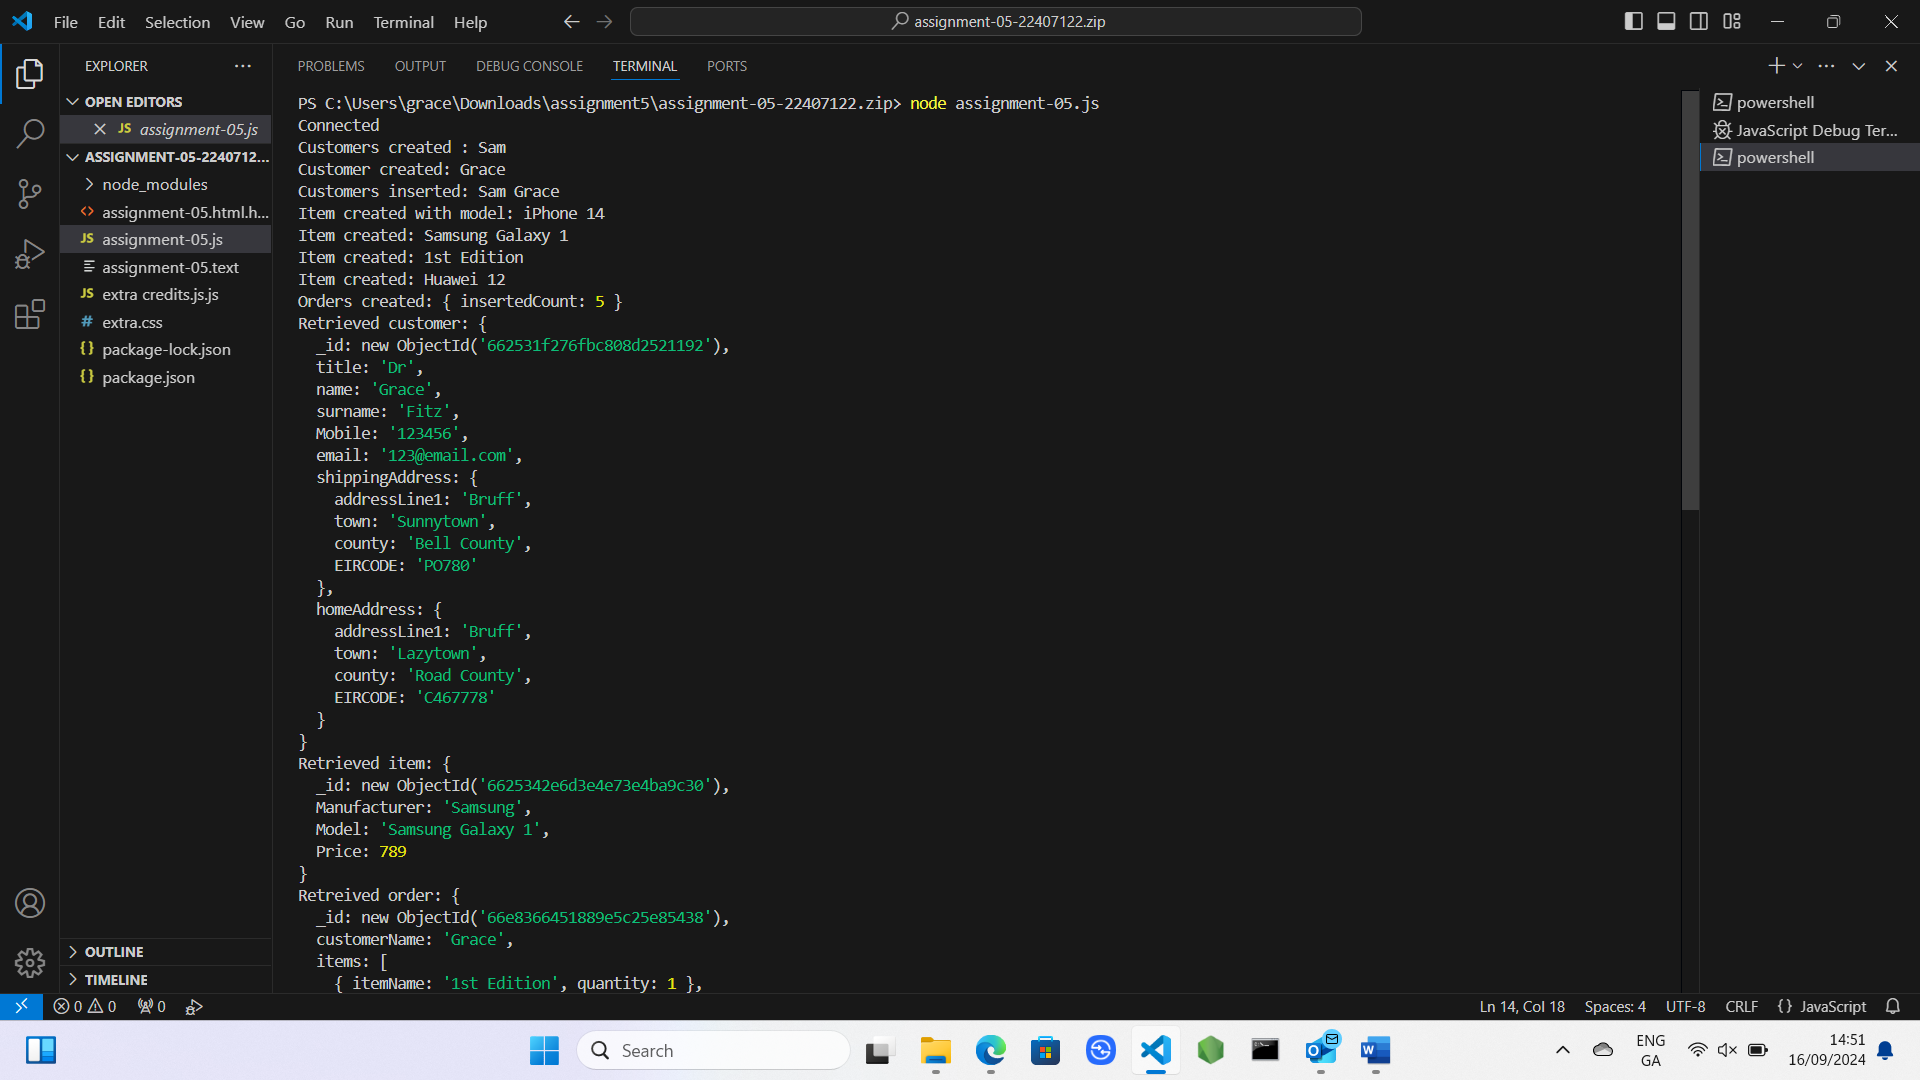 File Edit Selection View Go Run Terminal Help
assignment-05-22407122.zip
EXPLORER
OPEN EDITORS
JS assignment-05.js
ASSIGNMENT-05-2240712...
node_modules
<> assignment-05.html.h...
JS assignment-05.js
assignment-05.text
JS extra credits.js.js
# extra.css
{} package-lock.json
{} package.json
OUTLINE
TIMELINE
PROBLEMS OUTPUT DEBUG CONSOLE TERMINAL PORTS
PS C:\Users\grace\Downloads\assignment5\assignment-05-22407122.zip> node assignment-05.js
Connected
Customers created : Sam
Customer created: Grace
Customers inserted: Sam Grace
Item created with model: iPhone 14
Item created: Samsung Galaxy 1
Item created: 1st Edition
Item created: Huawei 12
Orders created: { insertedCount: 5 }
Retrieved customer: {
_id: new ObjectId('662531f276fbc808d2521192'),
title: 'Dr',
name: 'Grace',
surname: 'Fitz',
Mobile: '123456',
email: '123@email.com',
shippingAddress: {
addressLine1: 'Bruff',
town: 'Sunnytown',
county: 'Bell County',
EIRCODE: 'PO780'
},
homeAddress: {
addressLine1: 'Bruff',
town: 'Lazytown',
county: 'Road County',
EIRCODE: 'C467778'
}
}
Retrieved item: {
_id: new ObjectId('6625342e6d3e4e73e4ba9c30'),
Manufacturer: 'Samsung',
Model: 'Samsung Galaxy 1',
Price: 789
}
Retreived order: {
_id: new ObjectId('66e8366451889e5c25e85438'),
customerName: 'Grace',
items: [
{ itemName: '1st Edition', quantity: 1 },
powershell
JavaScript Debug Ter...
powershell
0 0 0
Ln 14, Col 18 Spaces: 4 UTF-8 CRLF {} JavaScript
Search
ENG
GA
14:51
16/09/2024